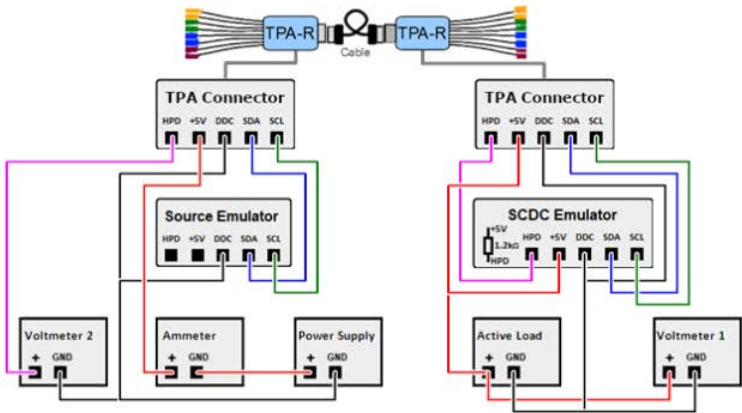 TPA-R TPA-R
Cable
TPA Connector
HPD +5V DDC SDA SCL
TPA Connector
HPD +5V DDC SDA SCL
Source Emulator
HPD +5V DDC SDA SCL
SCDC Emulator
+5V
1.2kΩ
HPD
HPD +5V DDC SDA SCL
Voltmeter 2
+ GND
Ammeter
+ GND
Power Supply
+ GND
Active Load
+ GND
Voltmeter 1
+ GND